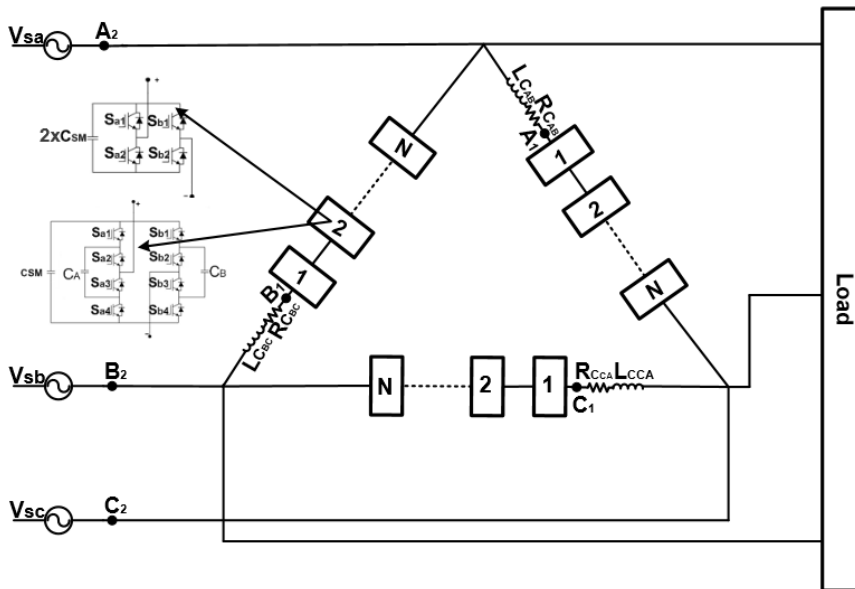 Vsa A2
LCAB RCAB
A1
1
2
N
N
2
1
B1
LCBC RCBC
+
2xCSM
Sa1 Sb1
Sa2 Sb2
-
+
Sa1 Sb1
Sa2 Sb2
CSM CA CB
Sa3 Sb3
Sa4 Sb4
-
Load
Vsb B2
N 2 1
RCCA LCCA
C1
Vsc C2